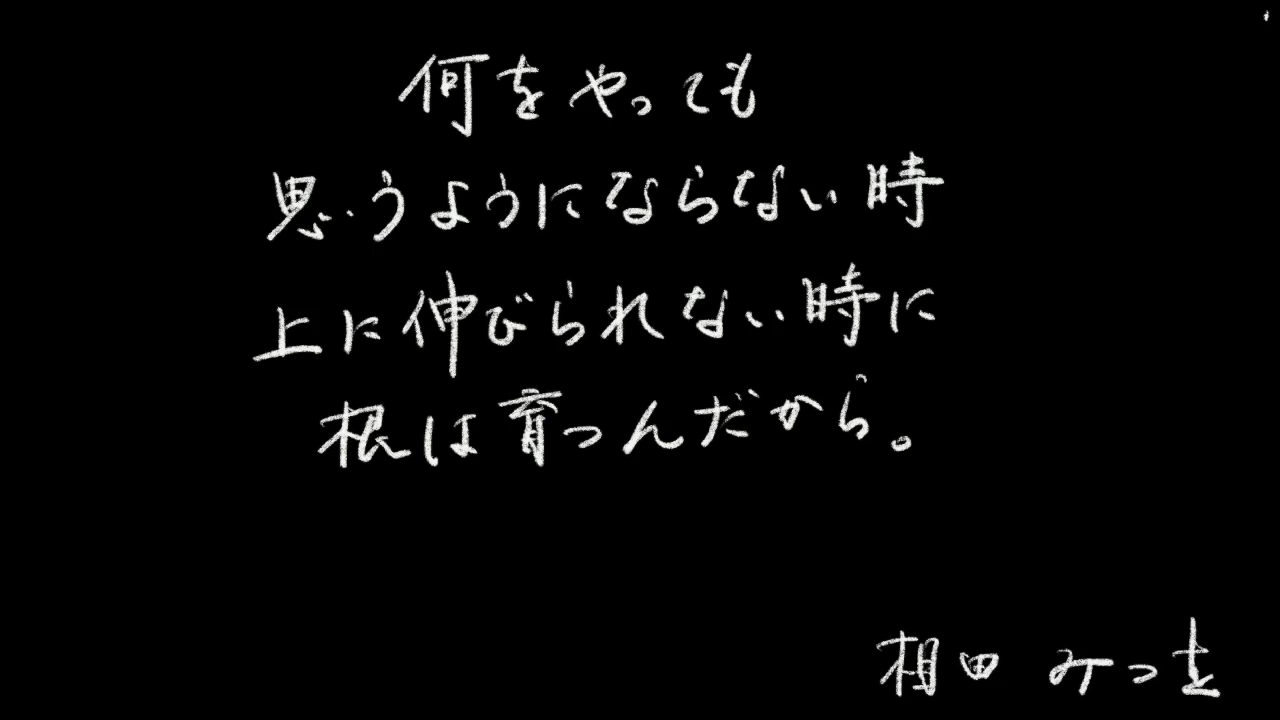 何をやっても
思うようにならない時
上に伸びられない時に
根は育つんだから。
相田 みつを